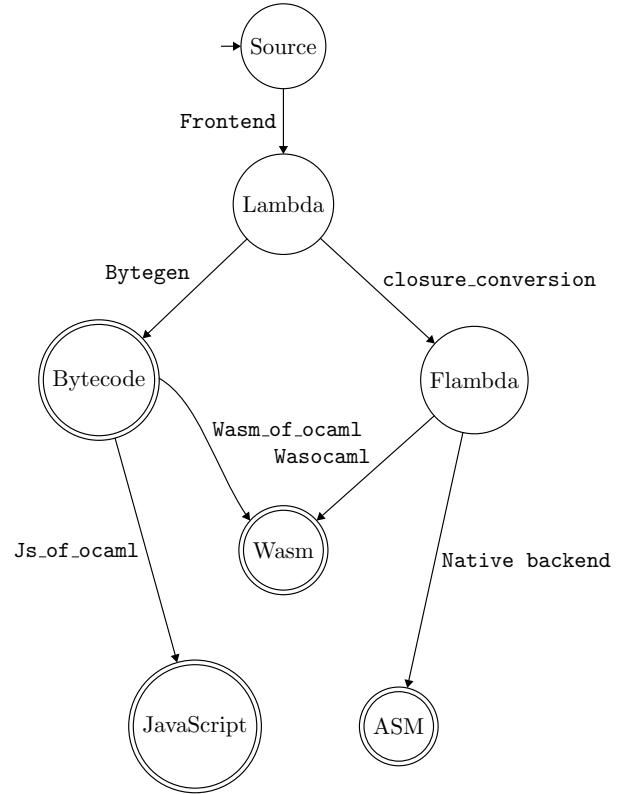 Source
Frontend
Lambda
Bytegen
closure_conversion
Bytecode
Flambda
Wasm_of_ocaml
Wasocaml
Wasm
Js_of_ocaml
Native backend
JavaScript
ASM